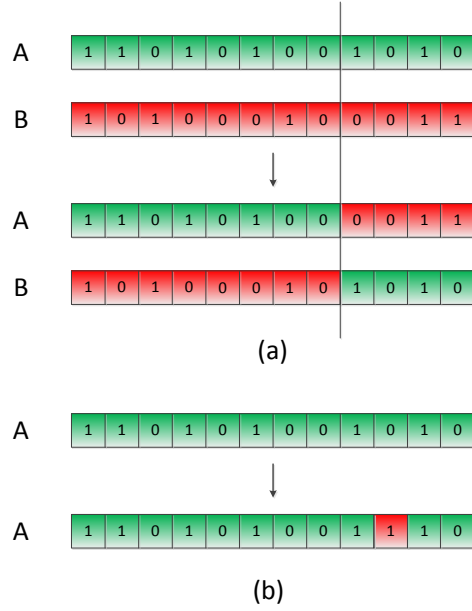 A 1 1 0 1 0 1 0 0 1 0 1 0
B 1 0 1 0 0 0 1 0 0 0 1 1
A 1 1 0 1 0 1 0 0 0 0 1 1
B 1 0 1 0 0 0 1 0 1 0 1 0
(a)
A 1 1 0 1 0 1 0 0 1 0 1 0
A 1 1 0 1 0 1 0 0 1 1 1 0
(b)